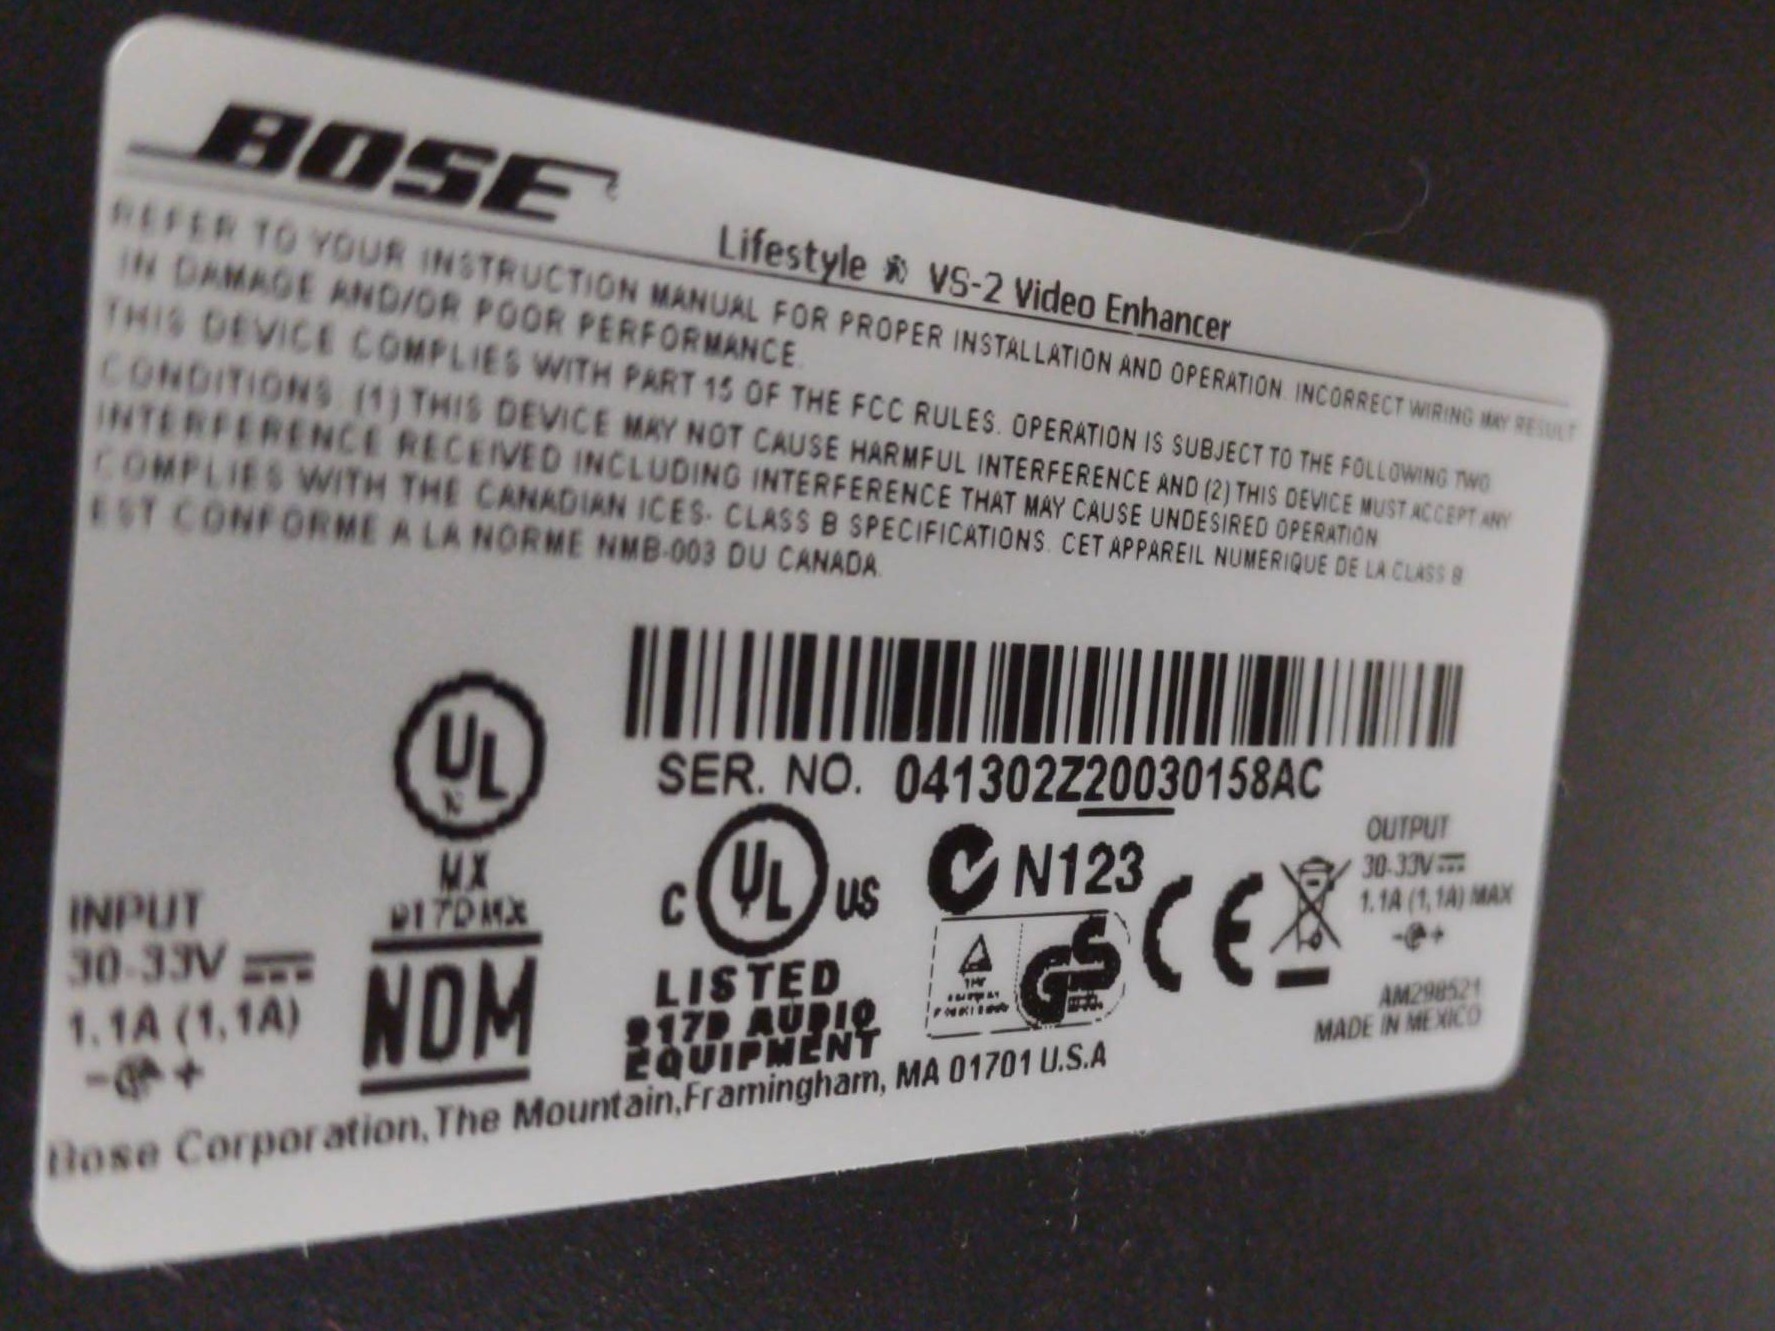 BOSE
Lifestyle VS-2 Video Enhancer
REFER TO YOUR INSTRUCTION MANUAL FOR PROPER INSTALLATION AND OPERATION. INCORRECT WIRING MAY RESULT
IN DAMAGE AND/OR POOR PERFORMANCE.
THIS DEVICE COMPLIES WITH PART 15 OF THE FCC RULES. OPERATION IS SUBJECT TO THE FOLLOWING TWO
CONDITIONS. (1) THIS DEVICE MAY NOT CAUSE HARMFUL INTERFERENCE AND (2) THIS DEVICE MUST ACCEPT ANY
INTERFERENCE RECEIVED INCLUDING INTERFERENCE THAT MAY CAUSE UNDESIRED OPERATION
COMPLIES WITH THE CANADIAN ICES- CLASS B SPECIFICATIONS. CET APPAREIL NUMERIQUE DE LA CLASS B
EST CONFORME A LA NORME NMB-003 DU CANADA.
SER. NO. 041302Z20030158AC
UL
MX
917DMX
NOM
INPUT
30-33V
1.1A (1,1A)
- +
C UL US
LISTED
917D AUDIO
EQUIPMENT
N123
GS
CE
OUTPUT
30-33V
1.1A (1,1A) MAX
- +
AM298521
MADE IN MEXICO
Bose Corporation, The Mountain, Framingham, MA 01701 U.S.A